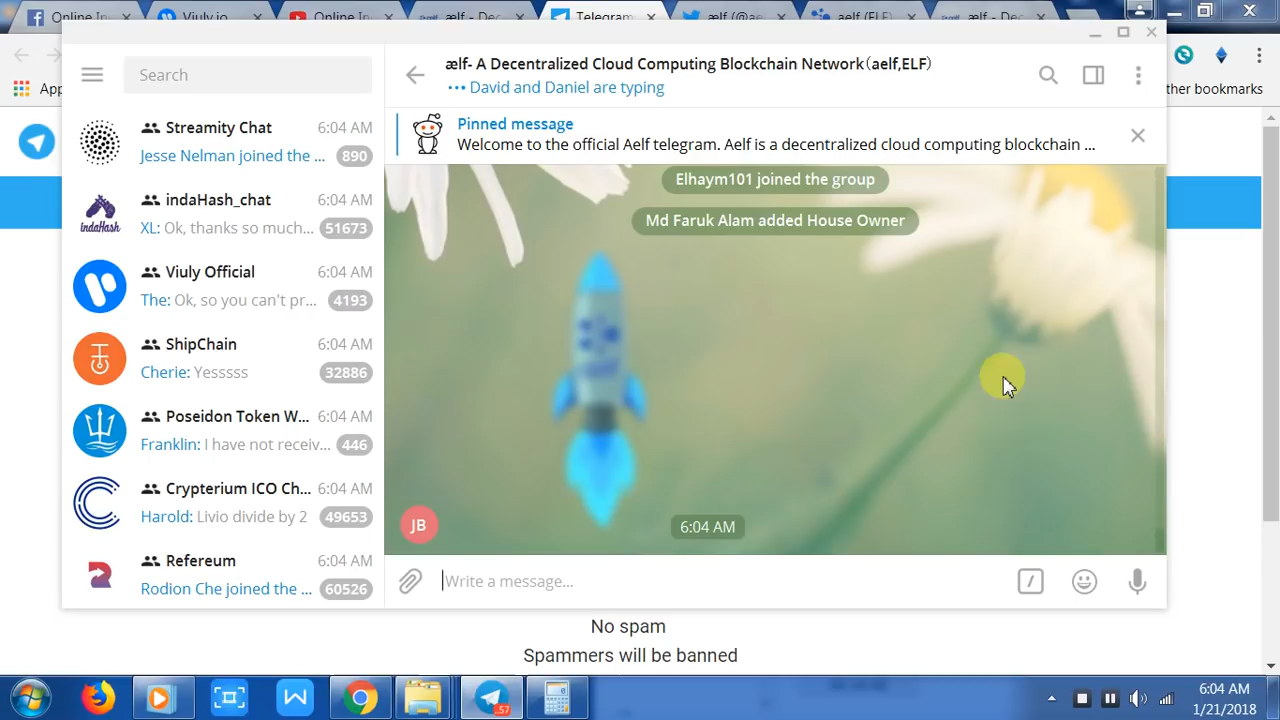 Online In
Viuly.io
Online In
ælf - Dec
Telegram
ælf (@ae
aelf (ELF)
ælf - Dec
App
ther bookmarks
Search
Streamity Chat 6:04 AM
Jesse Nelman joined the ... 890
indaHash_chat 6:04 AM
indaHash
XL: Ok, thanks so much... 51673
Viuly Official 6:04 AM
The: Ok, so you can't pr... 4193
ShipChain 6:04 AM
Cherie: Yesssss 32886
Poseidon Token W... 6:04 AM
Franklin: I have not receiv... 446
Crypterium ICO Ch... 6:04 AM
Harold: Livio divide by 2 49653
Refereum 6:04 AM
Rodion Che joined the ... 60526
ælf- A Decentralized Cloud Computing Blockchain Network(aelf,ELF)
••• David and Daniel are typing
Pinned message
Welcome to the official Aelf telegram. Aelf is a decentralized cloud computing blockchain ...
Elhaym101 joined the group
Md Faruk Alam added House Owner
JB
6:04 AM
Write a message...
No spam
Spammers will be banned
.57
6:04 AM
1/21/2018